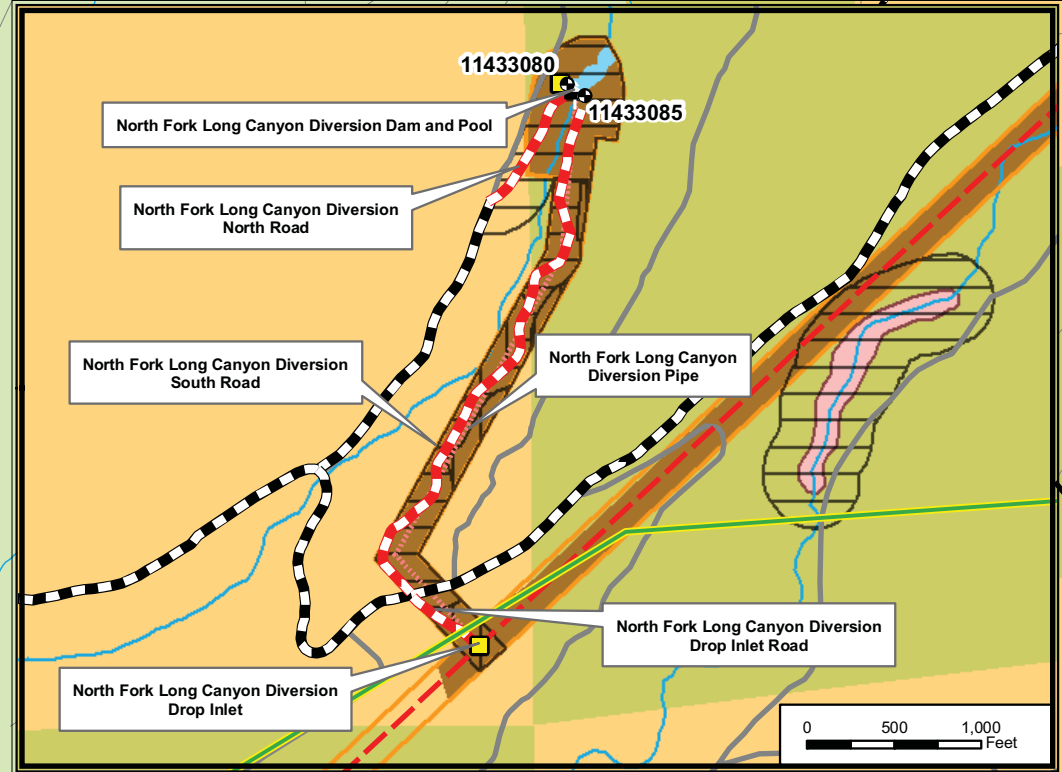 11433080
11433085
North Fork Long Canyon Diversion Dam and Pool
North Fork Long Canyon Diversion
North Road
North Fork Long Canyon Diversion
South Road
North Fork Long Canyon
Diversion Pipe
North Fork Long Canyon Diversion
Drop Inlet Road
North Fork Long Canyon Diversion
Drop Inlet
0 500 1,000
Feet